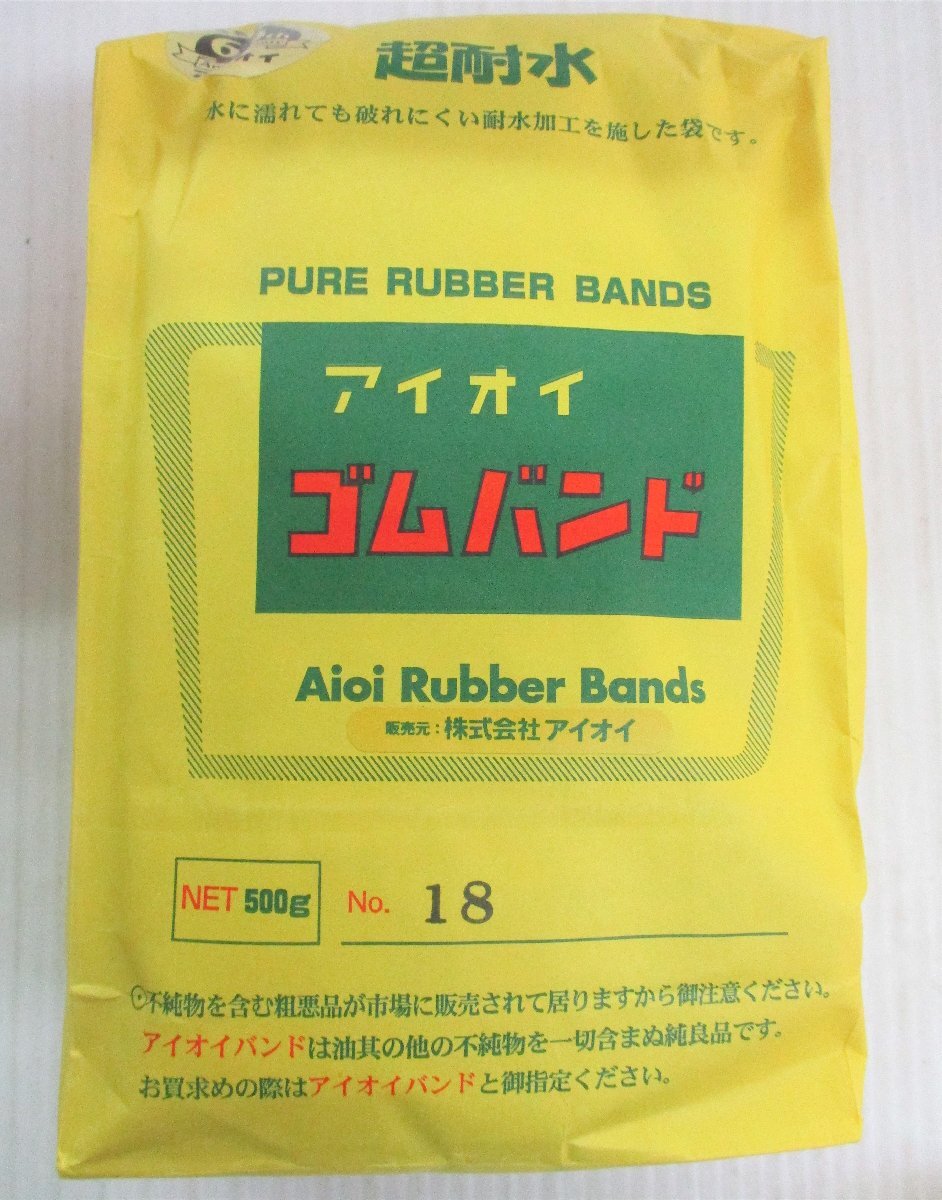 超耐水
水に濡れても破れにくい耐水加工を施した袋です。
PURE RUBBER BANDS
アイオイ
ゴムバンド
Aioi Rubber Bands
販売元：株式会社アイオイ
NET 500g No. 18
⊙不純物を含む粗悪品が市場に販売されて居りますから御注意ください。
アイオイバンドは油其の他の不純物を一切含まぬ純良品です。
お買求めの際はアイオイバンドと御指定ください。